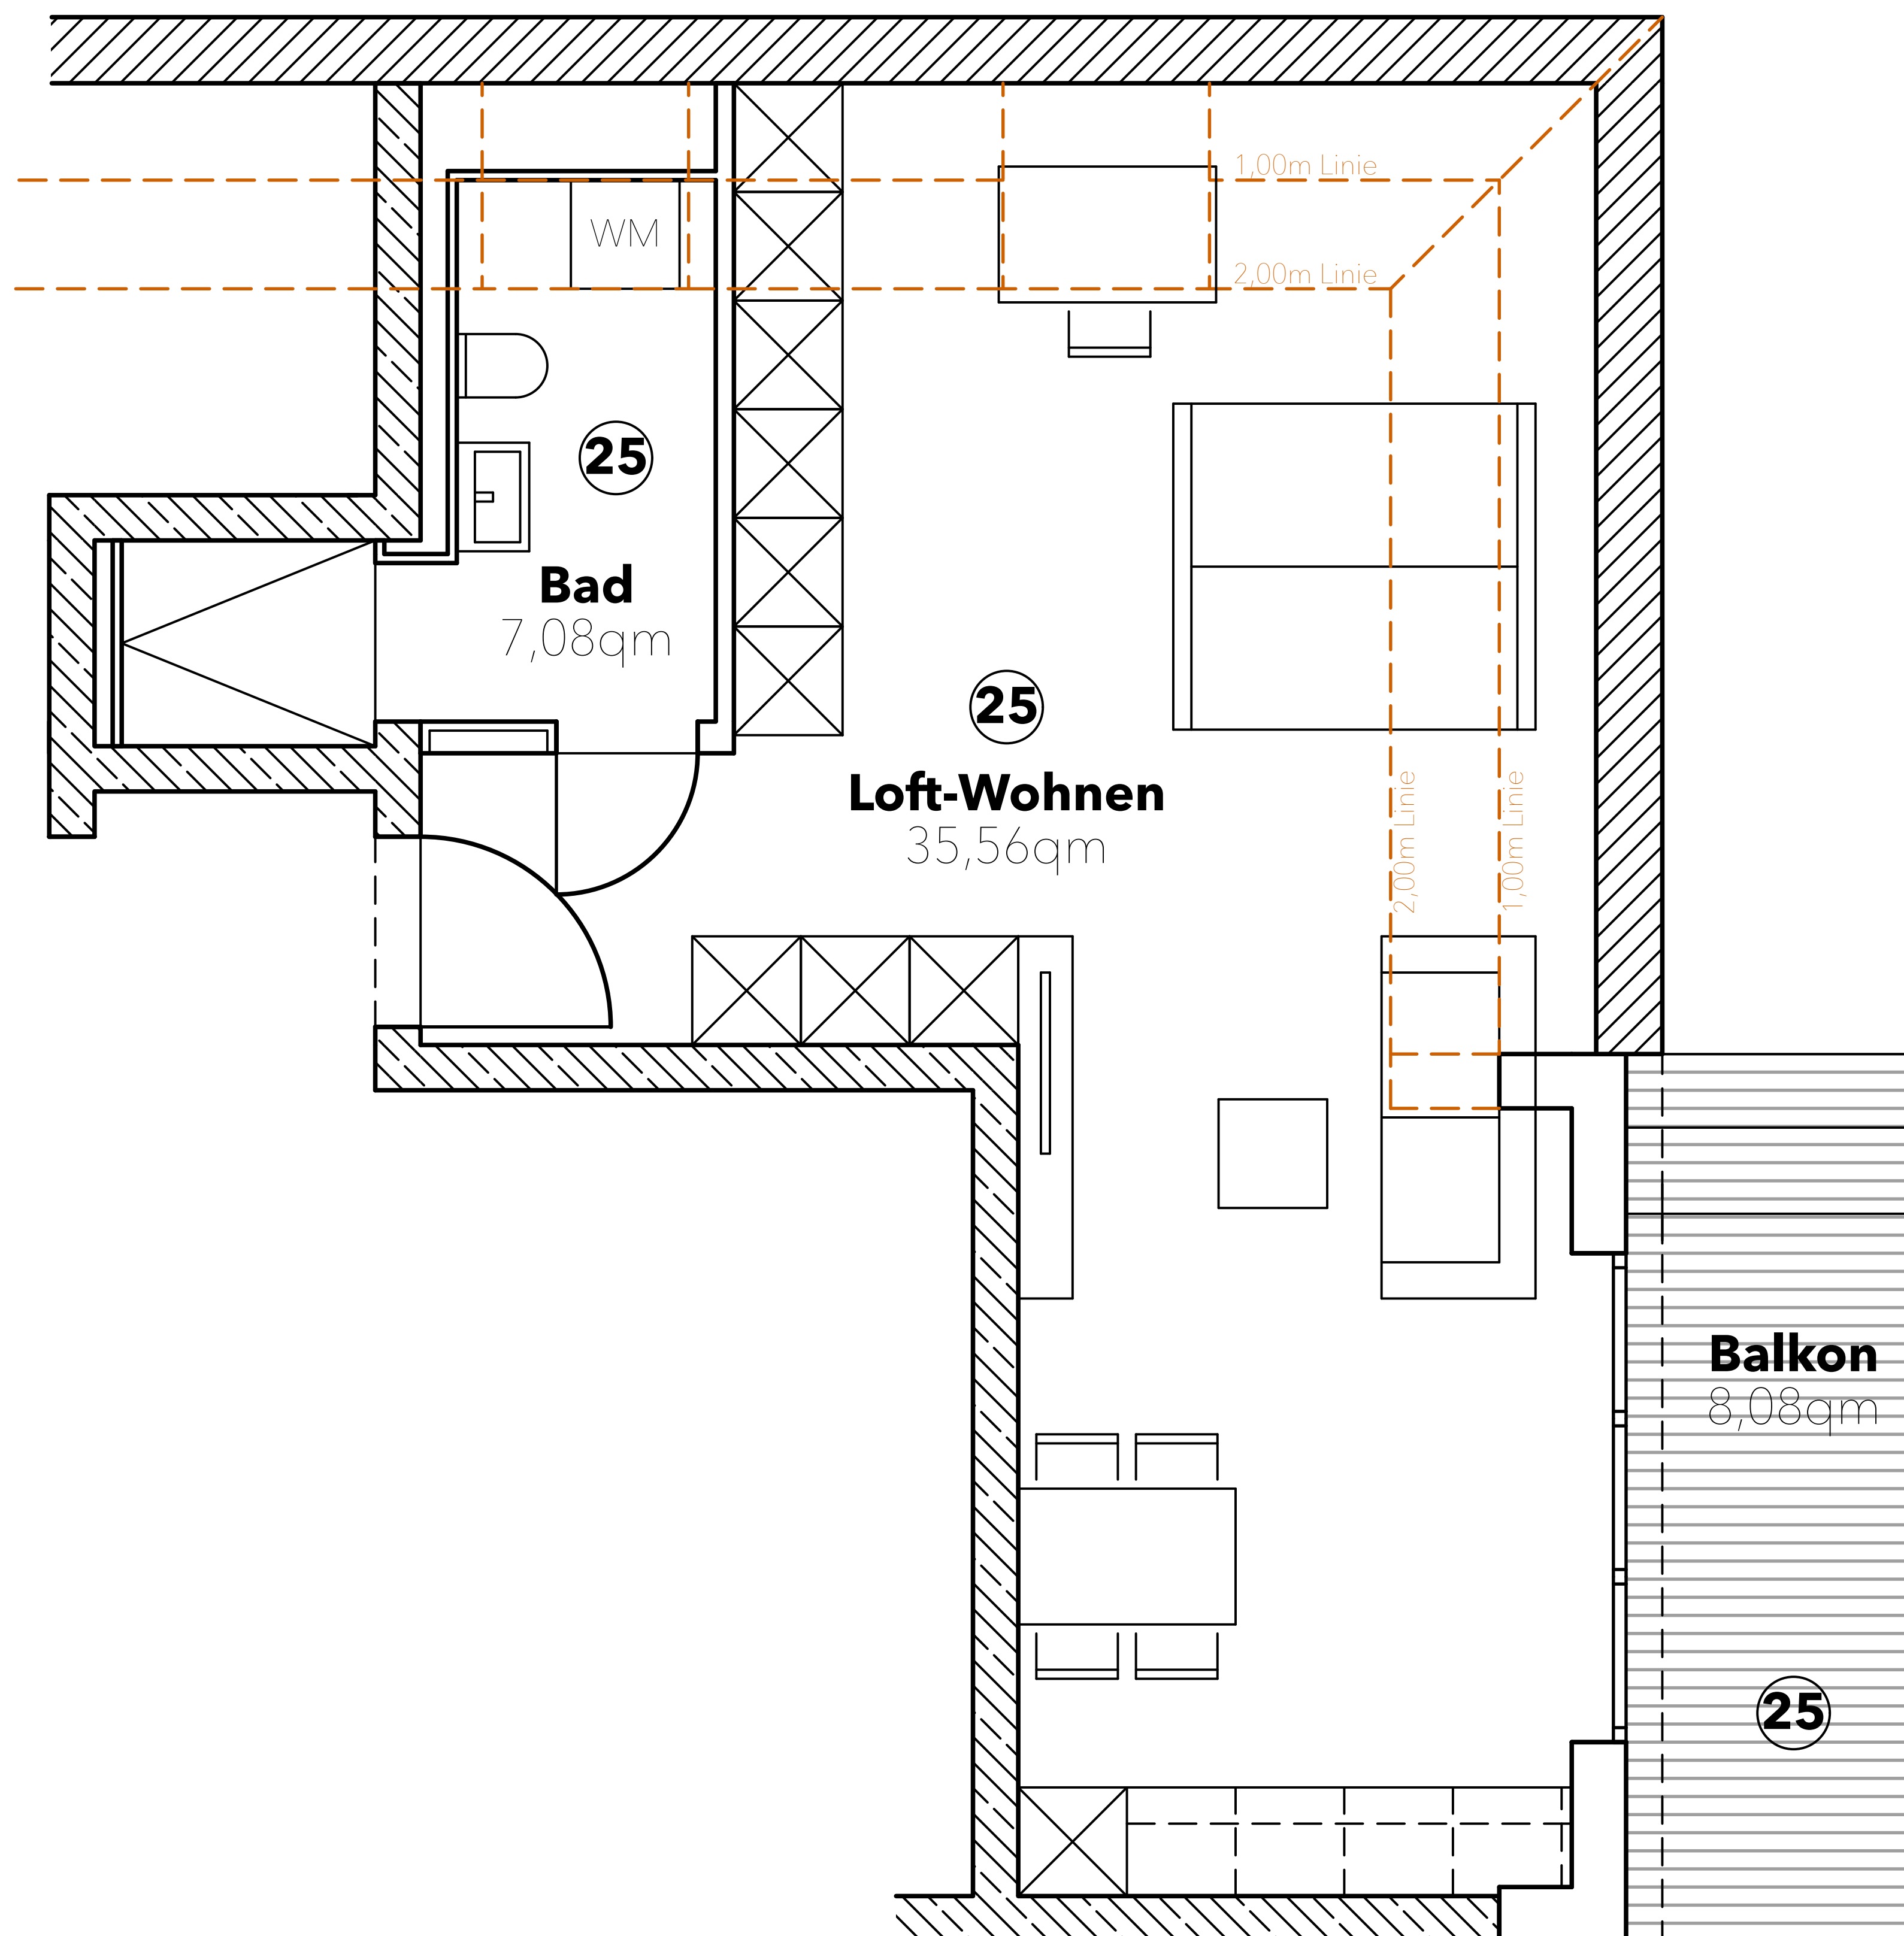 1,00m Linie
WM
2,00m Linie
25
Bad
7,08qm
25
Loft-Wohnen
35,56qm
2,00m Linie
1,00m Linie
Balkon
8,08qm
25